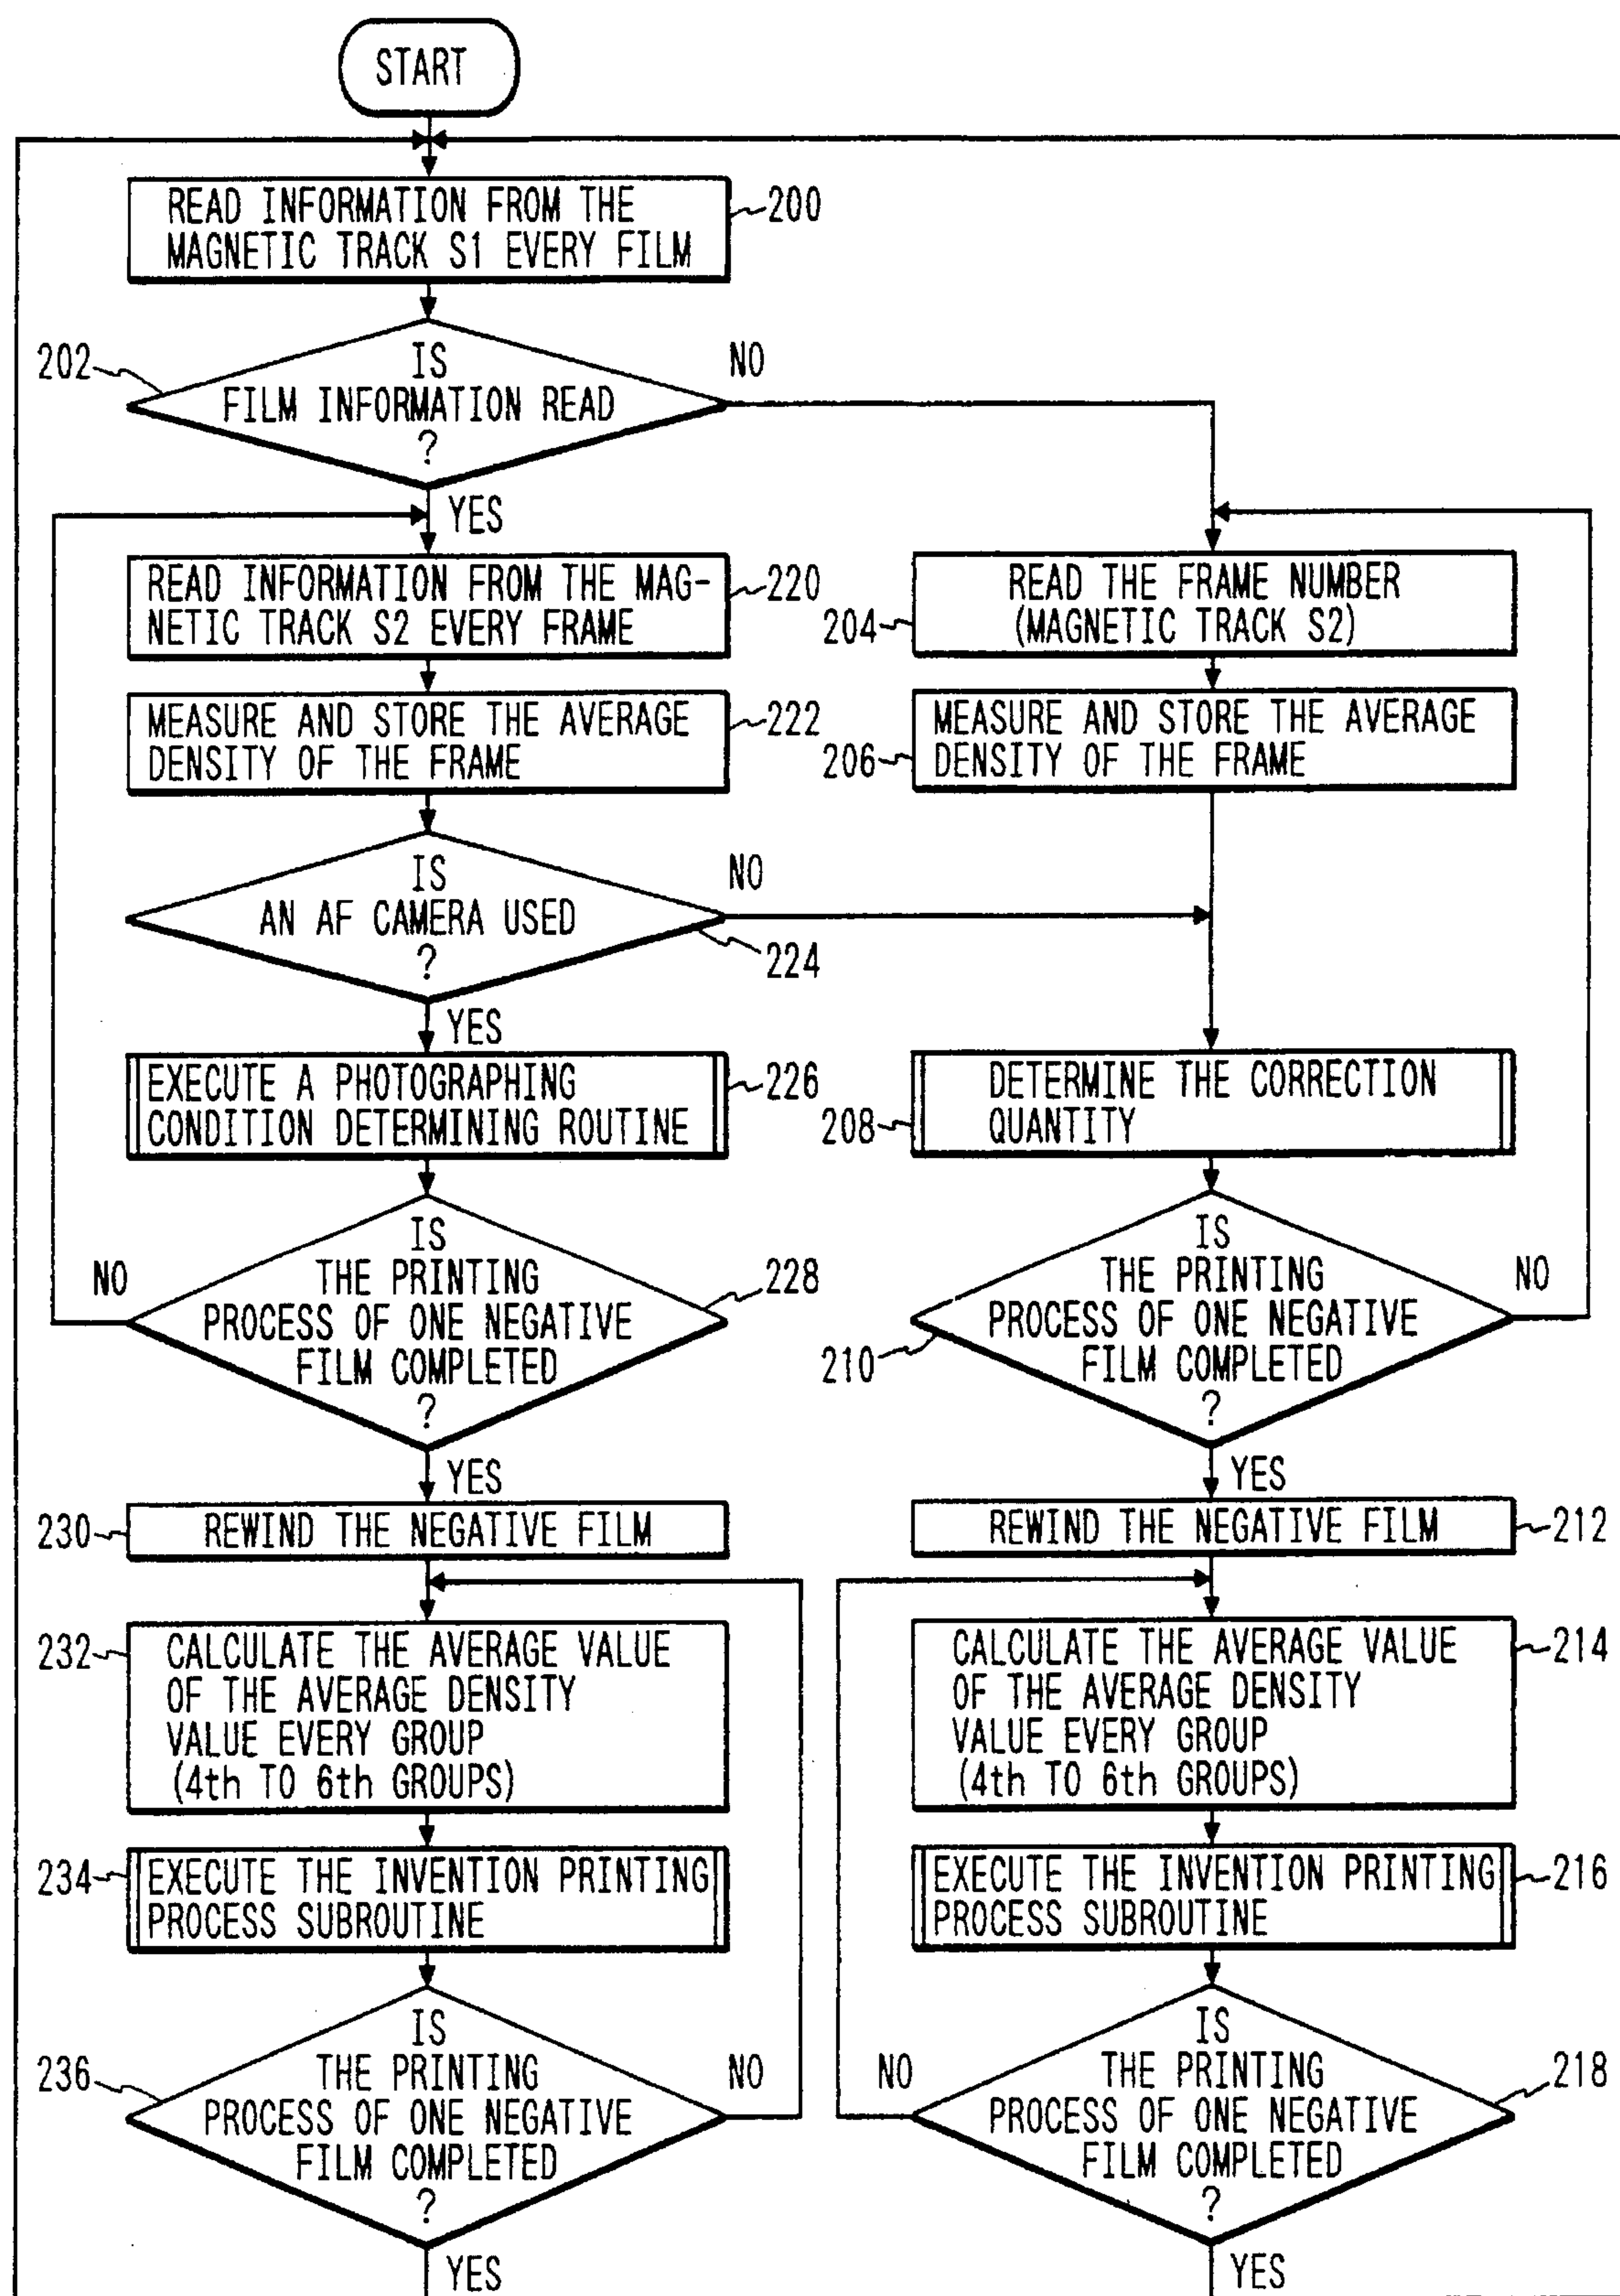 START
READ INFORMATION FROM THE
MAGNETIC TRACK S1 EVERY FILM
200
202
IS
FILM INFORMATION READ
?
NO
YES
READ INFORMATION FROM THE MAG-
NETIC TRACK S2 EVERY FRAME
220
204
READ THE FRAME NUMBER
(MAGNETIC TRACK S2)
MEASURE AND STORE THE AVERAGE
DENSITY OF THE FRAME
222
206
MEASURE AND STORE THE AVERAGE
DENSITY OF THE FRAME
IS
AN AF CAMERA USED
?
NO
224
YES
EXECUTE A PHOTOGRAPHING
CONDITION DETERMINING ROUTINE
226
208
DETERMINE THE CORRECTION
QUANTITY
NO
IS
THE PRINTING
PROCESS OF ONE NEGATIVE
FILM COMPLETED
?
228
YES
210
IS
THE PRINTING
PROCESS OF ONE NEGATIVE
FILM COMPLETED
?
NO
YES
230
REWIND THE NEGATIVE FILM
REWIND THE NEGATIVE FILM
212
232
CALCULATE THE AVERAGE VALUE
OF THE AVERAGE DENSITY
VALUE EVERY GROUP
(4th TO 6th GROUPS)
CALCULATE THE AVERAGE VALUE
OF THE AVERAGE DENSITY
VALUE EVERY GROUP
(4th TO 6th GROUPS)
214
234
EXECUTE THE INVENTION PRINTING
PROCESS SUBROUTINE
EXECUTE THE INVENTION PRINTING
PROCESS SUBROUTINE
216
236
IS
THE PRINTING
PROCESS OF ONE NEGATIVE
FILM COMPLETED
?
NO
YES
NO
IS
THE PRINTING
PROCESS OF ONE NEGATIVE
FILM COMPLETED
?
218
YES